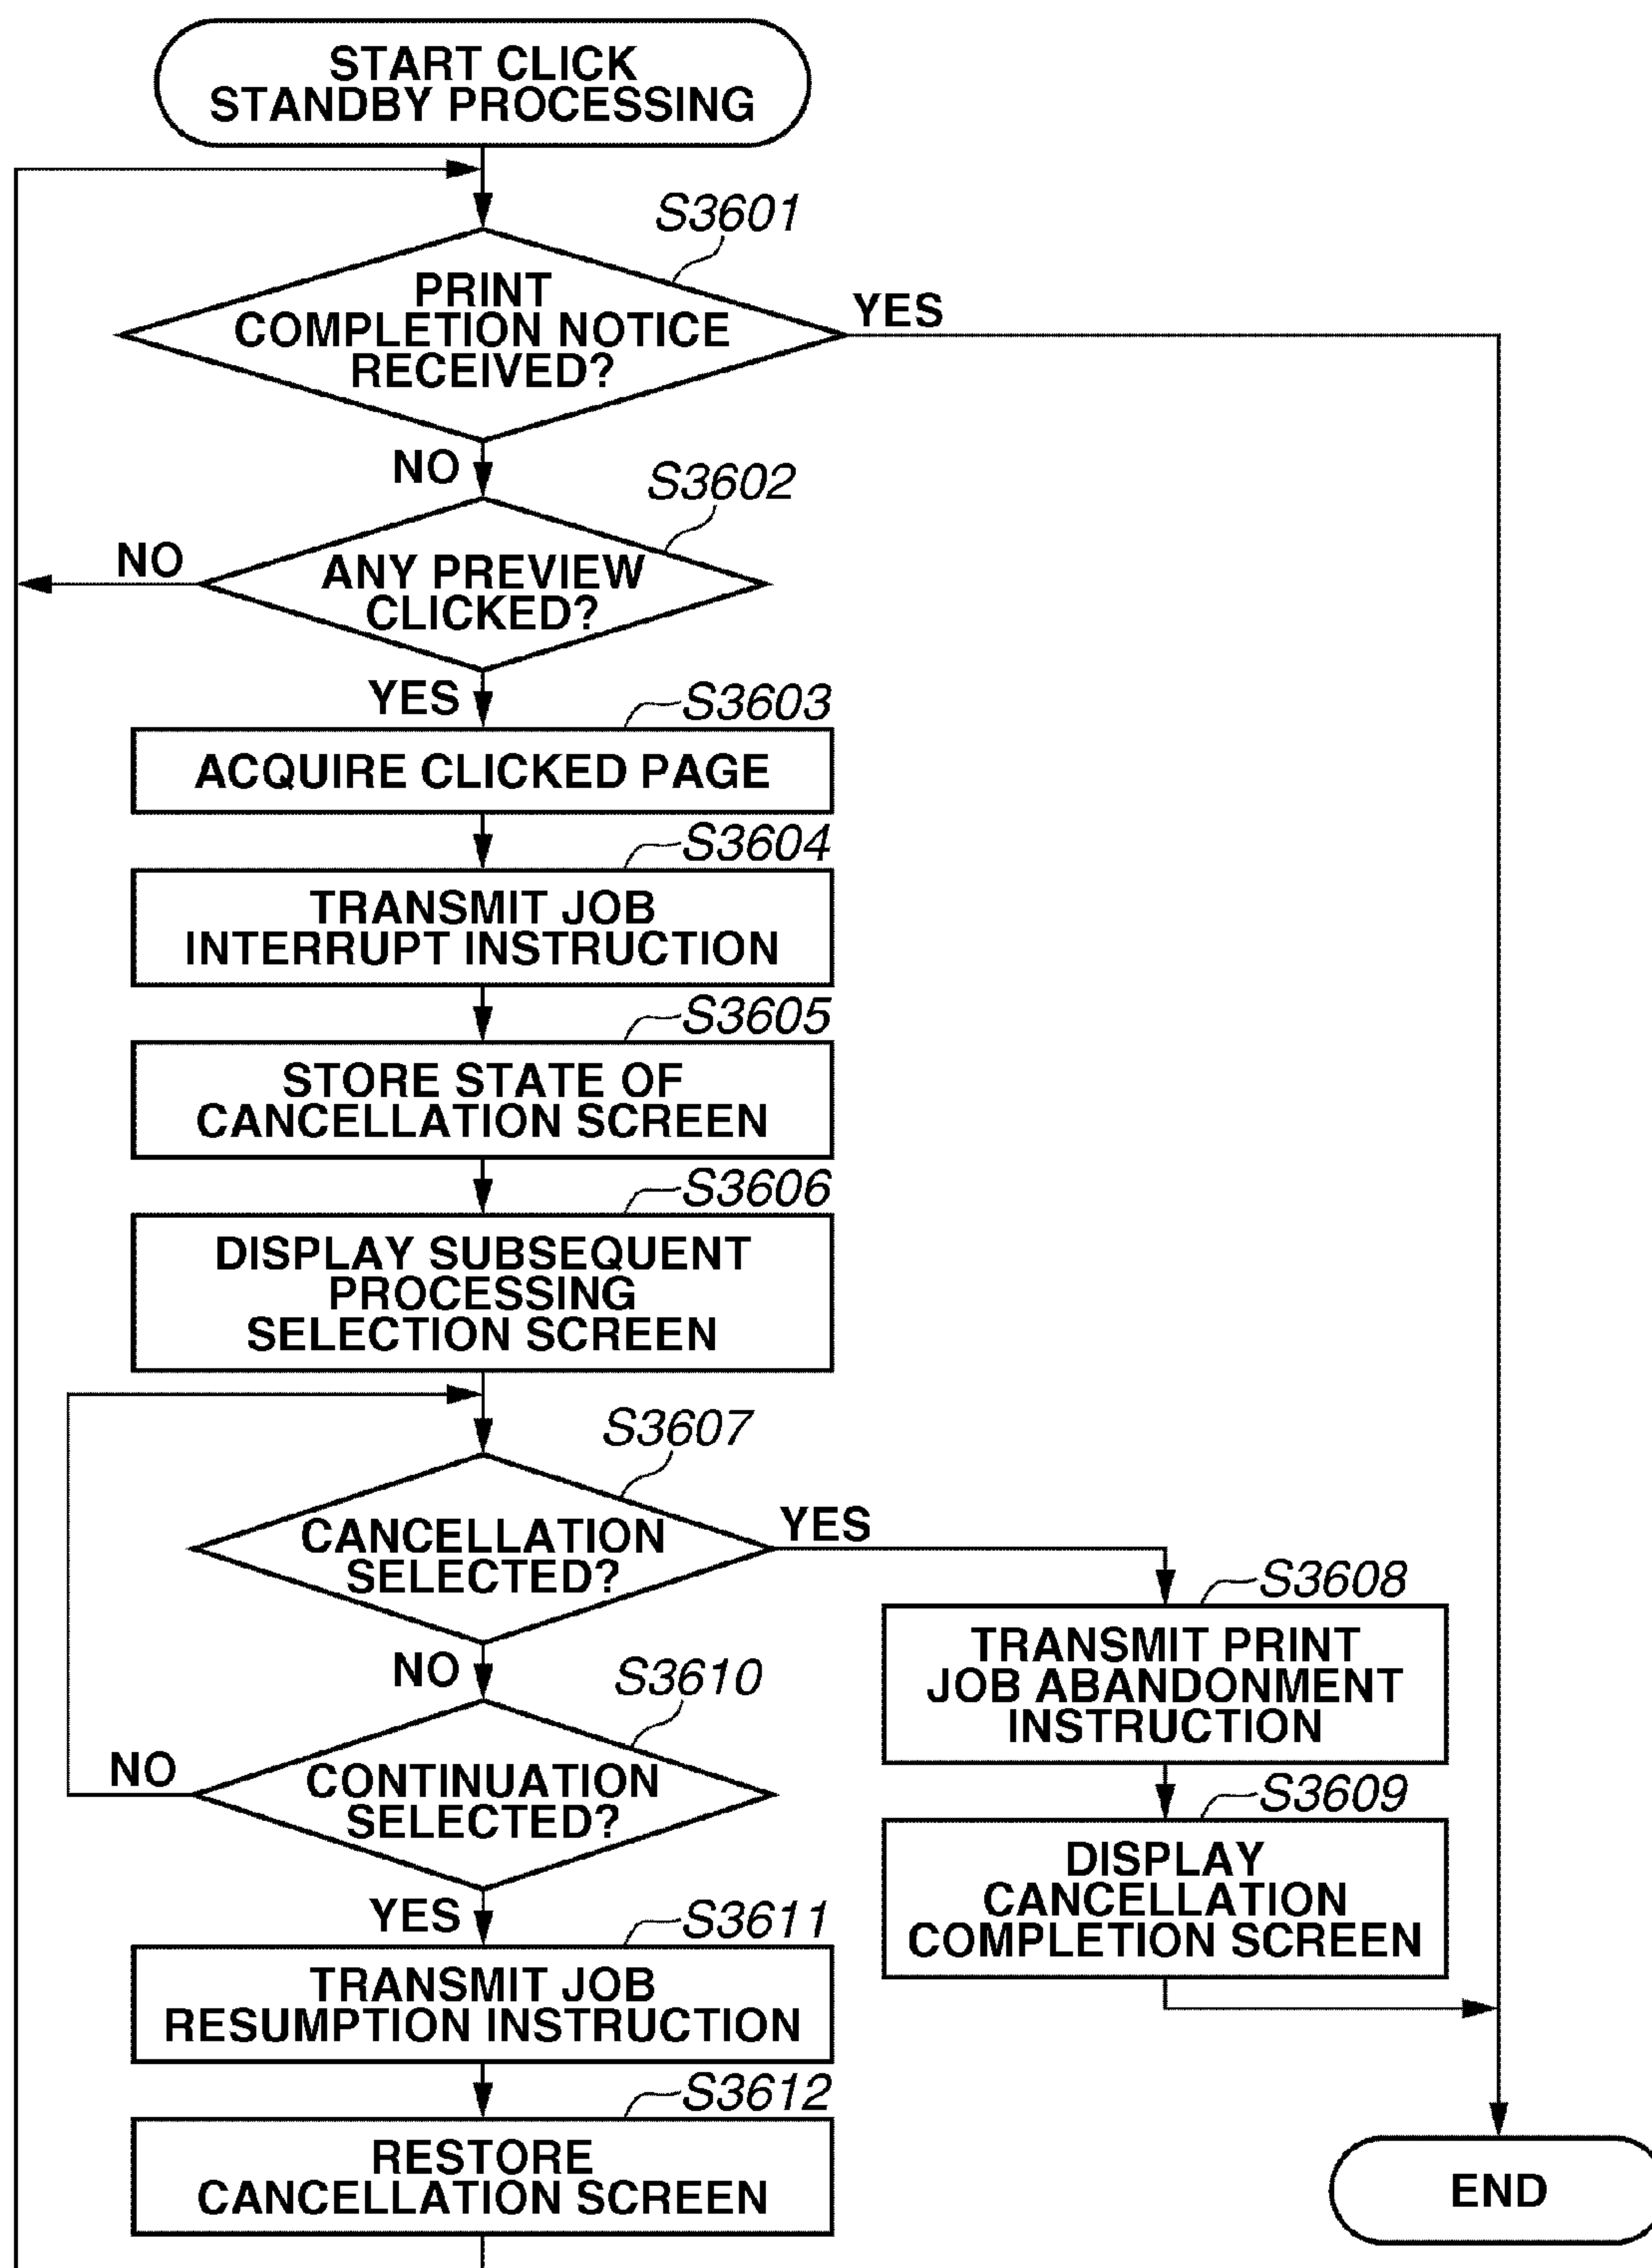 START CLICK
STANDBY PROCESSING
S3601
PRINT
COMPLETION NOTICE
RECEIVED?
YES
NO
S3602
ANY PREVIEW
CLICKED?
NO
YES
S3603
ACQUIRE CLICKED PAGE
S3604
TRANSMIT JOB
INTERRUPT INSTRUCTION
S3605
STORE STATE OF
CANCELLATION SCREEN
S3606
DISPLAY SUBSEQUENT
PROCESSING
SELECTION SCREEN
S3607
CANCELLATION
SELECTED?
YES
S3608
TRANSMIT PRINT
JOB ABANDONMENT
INSTRUCTION
S3609
DISPLAY
CANCELLATION
COMPLETION SCREEN
NO
S3610
CONTINUATION
SELECTED?
NO
YES
S3611
TRANSMIT JOB
RESUMPTION INSTRUCTION
S3612
RESTORE
CANCELLATION SCREEN
END